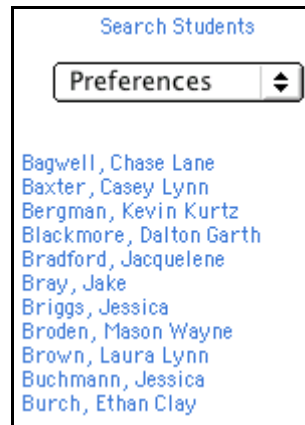 Search Students
Preferences
Bagwell, Chase Lane
Baxter, Casey Lynn
Bergman, Kevin Kurtz
Blackmore, Dalton Garth
Bradford, Jacquelene
Bray, Jake
Briggs, Jessica
Broden, Mason Wayne
Brown, Laura Lynn
Buchmann, Jessica
Burch, Ethan Clay